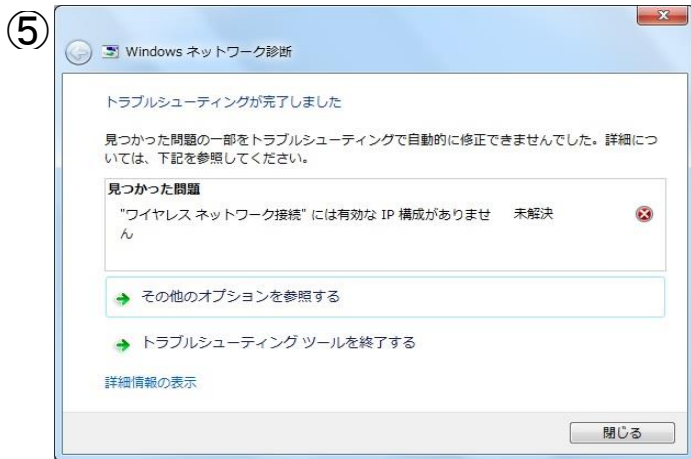 ⑤
Windows ネットワーク診断
トラブルシューティングが完了しました
見つかった問題の一部をトラブルシューティングで自動的に修正できませんでした。詳細につ
いては、下記を参照してください。
見つかった問題
"ワイヤレス ネットワーク接続" には有効な IP 構成がありませ 未解決
ん
その他のオプションを参照する
トラブルシューティング ツールを終了する
詳細情報の表示
閉じる